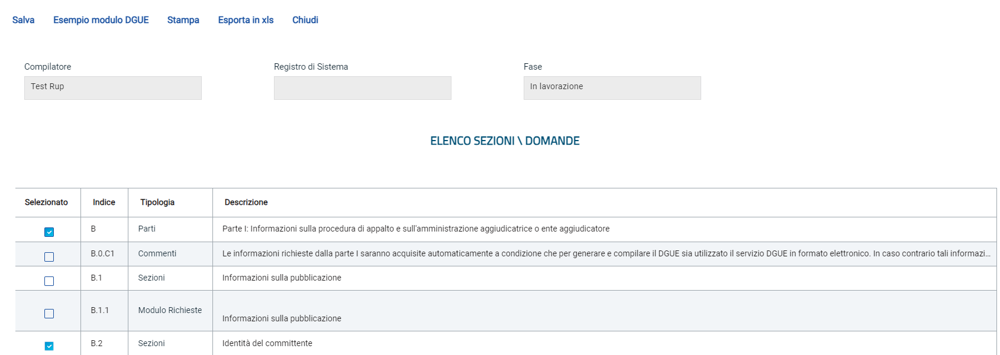 Salva Esempio modulo DGUE Stampa Esporta in xls Chiudi
Compilatore Registro di Sistema Fase
Test Rup In lavorazione
ELENCO SEZIONI \ DOMANDE
Selezionato Indice Tipologia Descrizione
B Parti Parte I: Informazioni sulla procedura di appalto e sull'amministrazione aggiudicatrice o ente aggiudicatore
B.0.C1 Commenti Le informazioni richieste dalla parte I saranno acquisite automaticamente a condizione che per generare e compilare il DGUE sia utilizzato il servizio DGUE in formato elettronico. In caso contrario tali informazi...
B.1 Sezioni Informazioni sulla pubblicazione
B.1.1 Modulo Richieste Informazioni sulla pubblicazione
B.2 Sezioni Identità del committente